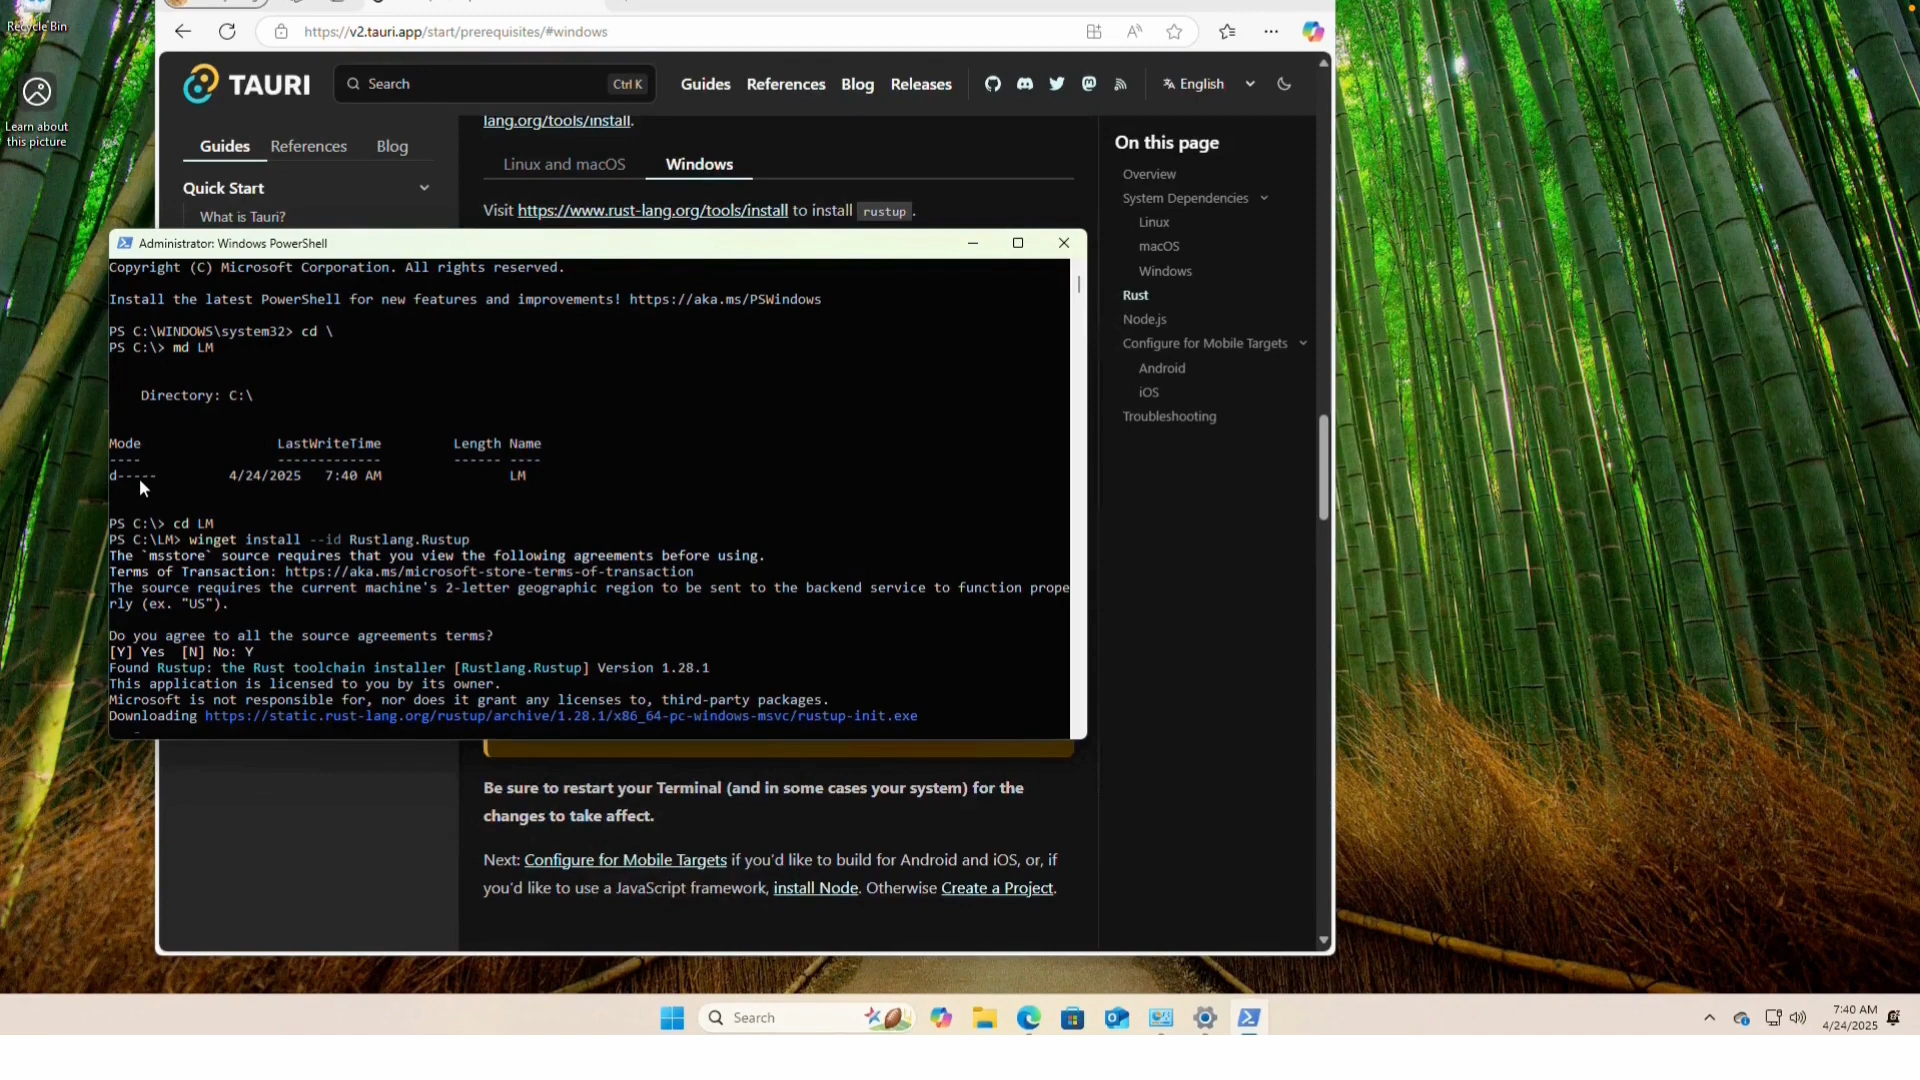 Recycle Bin
Learn about
this picture
https://v2.tauri.app/start/prerequisites/#windows
TAURI
Search
Ctrl K
Guides
References
Blog
Releases
English
Guides
References
Blog
Quick Start
What is Tauri?
lang.org/tools/install.
Linux and macOS
Windows
Visit https://www.rust-lang.org/tools/install to install rustup.
On this page
Overview
System Dependencies
Linux
macOS
Windows
Rust
Node.js
Configure for Mobile Targets
Android
iOS
Troubleshooting
Administrator: Windows PowerShell
Copyright (C) Microsoft Corporation. All rights reserved.
Install the latest PowerShell for new features and improvements! https://aka.ms/PSWindows
PS C:\WINDOWS\system32> cd \
PS C:\> md LM
Directory: C:\
Mode LastWriteTime Length Name
---- ------------- ------ ----
d----- 4/24/2025 7:40 AM LM
PS C:\> cd LM
PS C:\LM> winget install --id Rustlang.Rustup
The `msstore` source requires that you view the following agreements before using.
Terms of Transaction: https://aka.ms/microsoft-store-terms-of-transaction
The source requires the current machine's 2-letter geographic region to be sent to the backend service to function prope
rly (ex. "US").
Do you agree to all the source agreements terms?
[Y] Yes [N] No: Y
Found Rustup: the Rust toolchain installer [Rustlang.Rustup] Version 1.28.1
This application is licensed to you by its owner.
Microsoft is not responsible for, nor does it grant any licenses to, third-party packages.
Downloading https://static.rust-lang.org/rustup/archive/1.28.1/x86_64-pc-windows-msvc/rustup-init.exe
-
Be sure to restart your Terminal (and in some cases your system) for the
changes to take affect.
Next: Configure for Mobile Targets if you'd like to build for Android and iOS, or, if
you'd like to use a JavaScript framework, install Node. Otherwise Create a Project.
Search
7:40 AM
4/24/2025